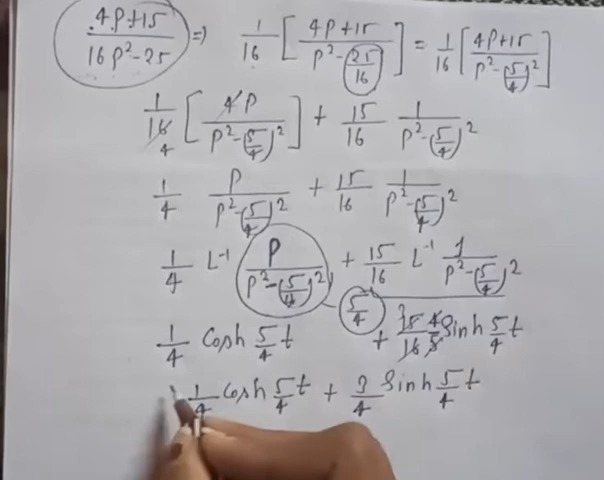 4P+15/16P²-25 => 1/16 [4P+15/P²-25/16] = 1/16 [4P+15/P²-(5/4)²]
1/16 4 [4P/P²-(5/4)²] + 15/16 1/P²-(5/4)²
1/4 P/P²-(5/4)² + 15/16 1/P²-(5/4)²
1/4 L⁻¹ P/P²-(5/4)² + 15/16 L⁻¹ 1/P²-(5/4)²
5/4
1/4 Cosh 5/4 t + 15/16 4/5 Sinh 5/4 t
1/4 cosh 5/4 t + 3/4 Sinh 5/4 t